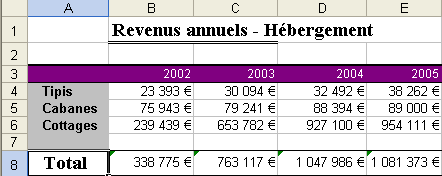 A B C D E
1 Revenus annuels - Hébergement
2
3 2002 2003 2004 2005
4 Tipis 23 393 € 30 094 € 32 492 € 38 262 €
5 Cabanes 75 943 € 79 241 € 88 394 € 89 000 €
6 Cottages 239 439 € 653 782 € 927 100 € 954 111 €
7
8 Total 338 775 € 763 117 € 1 047 986 € 1 081 373 €